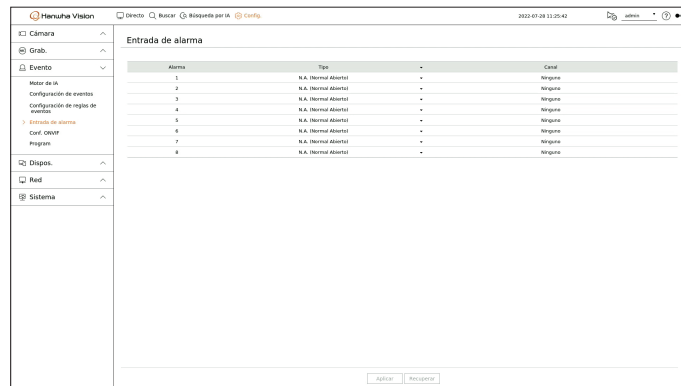 Hanwha Vision
Directo Buscar Búsqueda por IA Config.
2022-07-28 11:25:42
admin
Cámara
Grab.
Evento
Motor de IA
Configuración de eventos
Configuración de reglas de
eventos
Entrada de alarma
Conf. ONVIF
Program
Dispos.
Red
Sistema
Entrada de alarma
Alarma Tipo Canal
1 N.A. (Normal Abierto) Ninguno
2 N.A. (Normal Abierto) Ninguno
3 N.A. (Normal Abierto) Ninguno
4 N.A. (Normal Abierto) Ninguno
5 N.A. (Normal Abierto) Ninguno
6 N.A. (Normal Abierto) Ninguno
7 N.A. (Normal Abierto) Ninguno
8 N.A. (Normal Abierto) Ninguno
Aplicar Recuperar